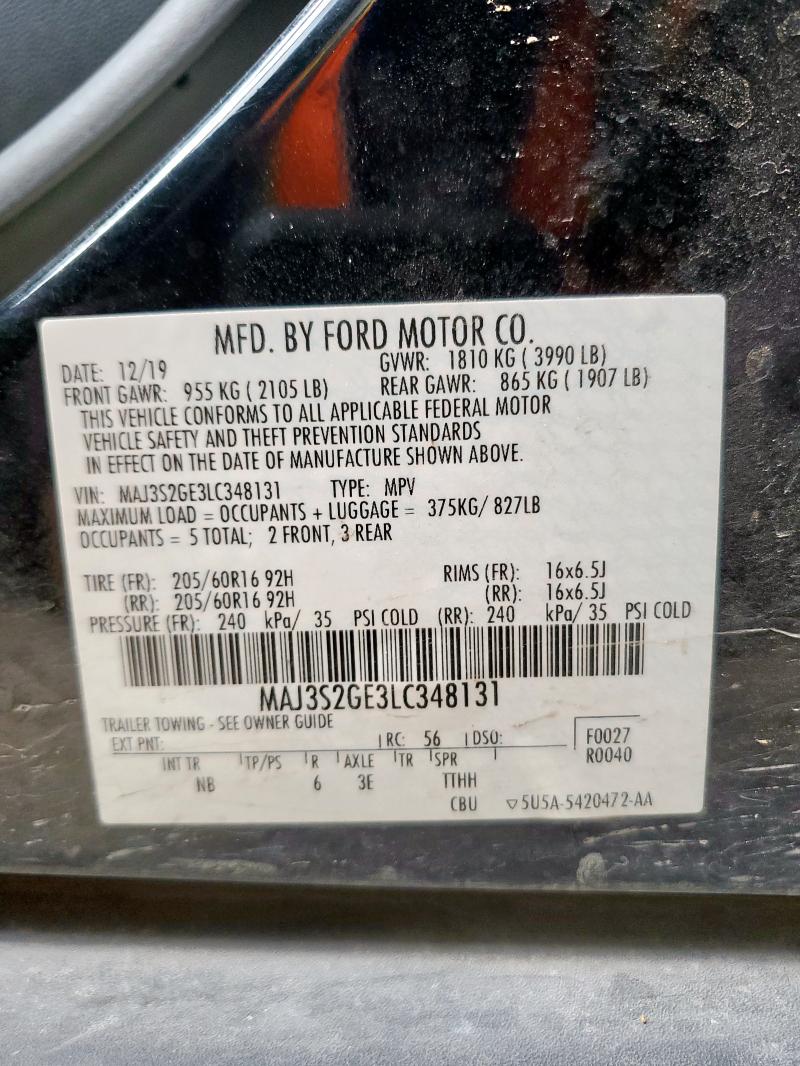 MFD. BY FORD MOTOR CO.
DATE: 12/19 GVWR: 1810 KG ( 3990 LB)
FRONT GAWR: 955 KG ( 2105 LB) REAR GAWR: 865 KG ( 1907 LB)
THIS VEHICLE CONFORMS TO ALL APPLICABLE FEDERAL MOTOR
VEHICLE SAFETY AND THEFT PREVENTION STANDARDS
IN EFFECT ON THE DATE OF MANUFACTURE SHOWN ABOVE.
VIN: MAJ3S2GE3LC348131 TYPE: MPV
MAXIMUM LOAD = OCCUPANTS + LUGGAGE = 375KG/ 827LB
OCCUPANTS = 5 TOTAL; 2 FRONT, 3 REAR
TIRE (FR): 205/60R16 92H RIMS (FR): 16x6.5J
(RR): 205/60R16 92H (RR): 16x6.5J
PRESSURE (FR): 240 kPa/ 35 PSI COLD (RR): 240 kPa/ 35 PSI COLD
MAJ3S2GE3LC348131
TRAILER TOWING - SEE OWNER GUIDE
EXT PNT: RC: 56 DSO: F0027
R0040
INT TR TP/PS R AXLE TR SPR
NB 6 3E TTHH
CBU ▽5U5A-5420472-AA